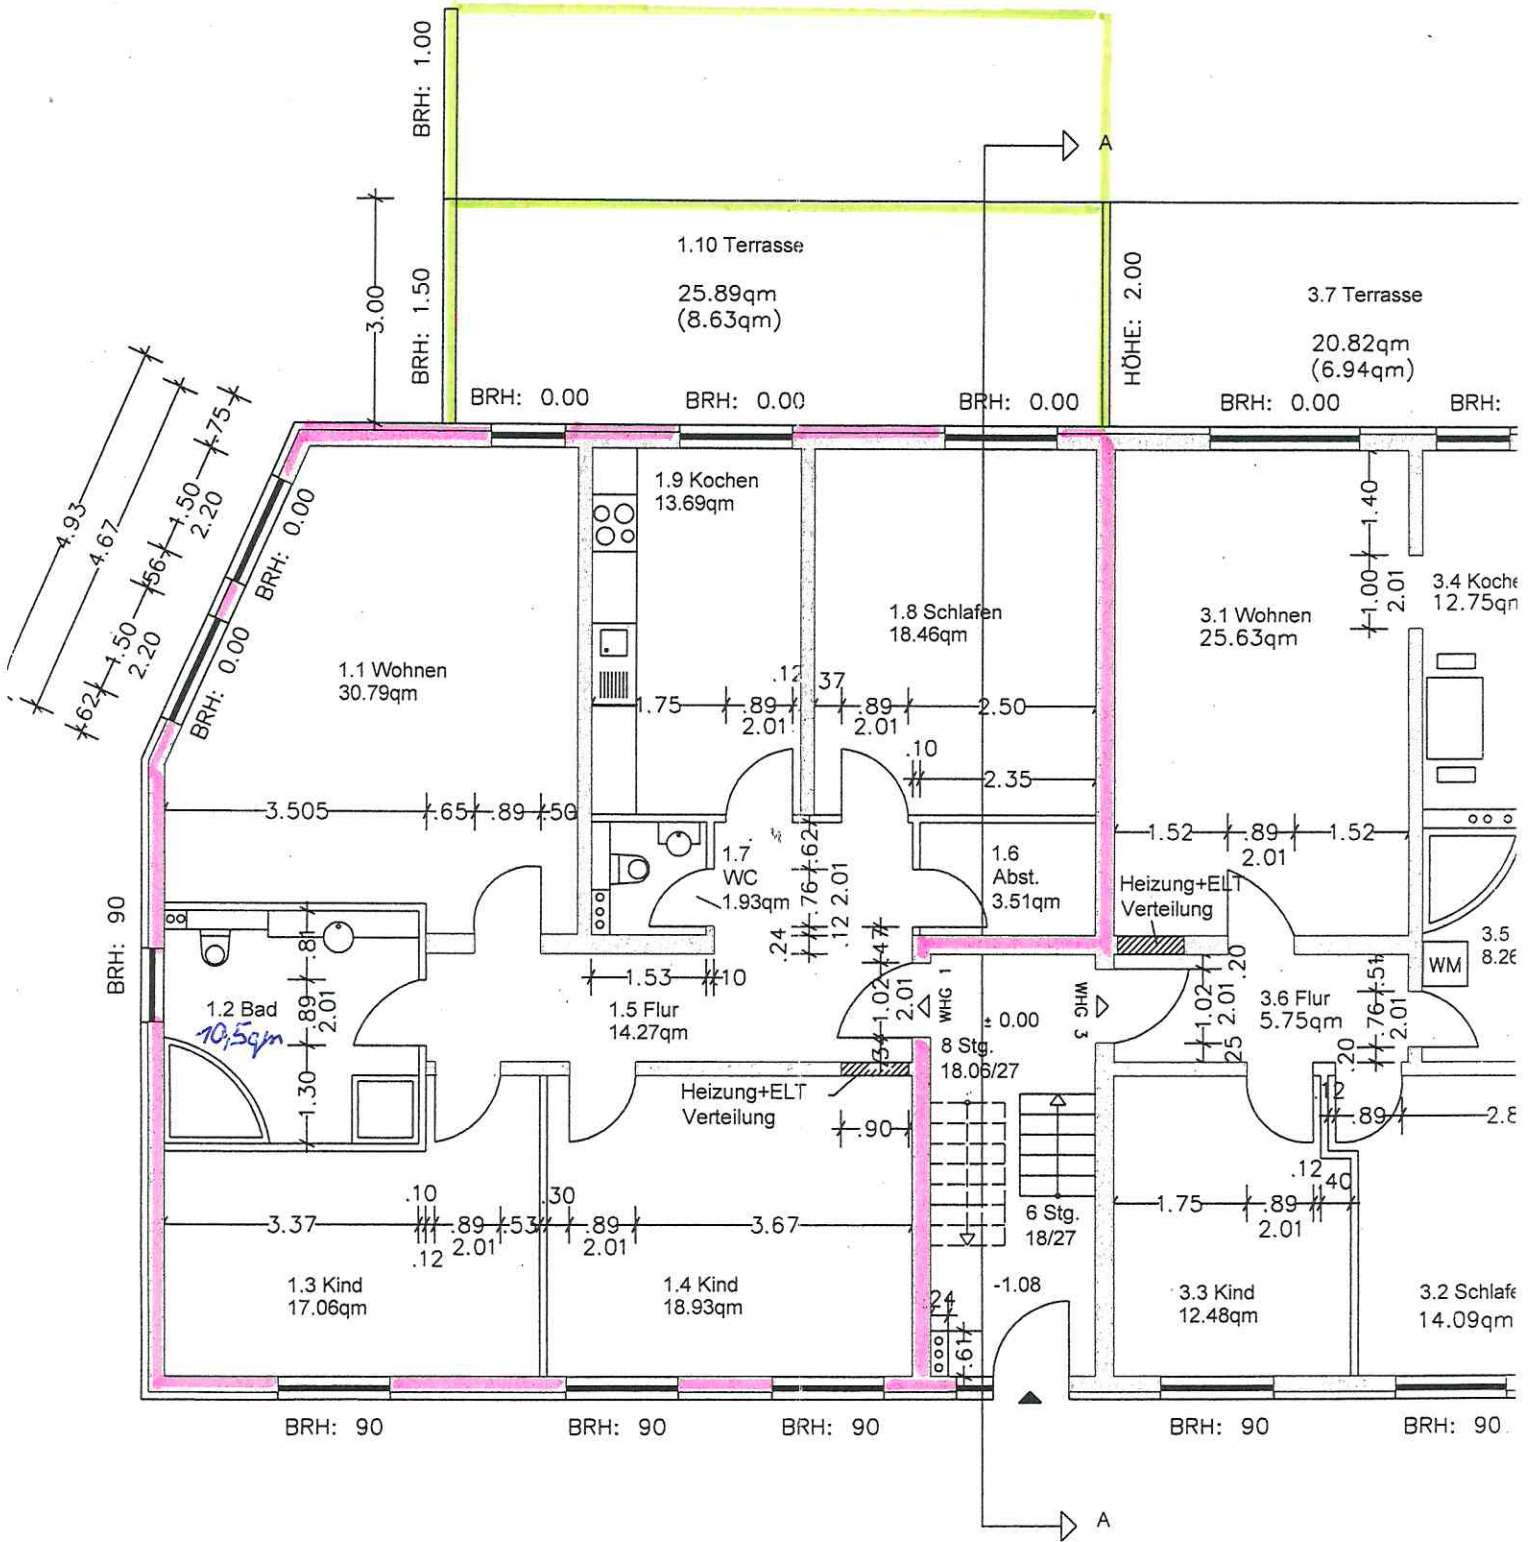 BRH: 1.00
A
3.00
BRH: 1.50
1.10 Terrasse
25.89qm
(8.63qm)
HÖHE: 2.00
3.7 Terrasse
20.82qm
(6.94qm)
BRH: 0.00
BRH: 0.00
BRH: 0.00
BRH: 0.00
BRH:
4.93
4.67
.75
1.50
2.20
.56
1.50
2.20
.62
BRH: 0.00
BRH: 0.00
1.9 Kochen
13.69qm
1.40
1.00
2.01
3.4 Koche
12.75qm
1.8 Schlafen
18.46qm
3.1 Wohnen
25.63qm
1.1 Wohnen
30.79qm
.12
37
1.75
.89
2.01
.89
2.01
2.50
.10
2.35
3.505
.65
.89
.50
1.52
.89
2.01
1.52
1.7
WC
1.93qm
.62
.76
2.01
.12
.24
.47
1.6
Abst.
3.51qm
Heizung+ELT
Verteilung
3.5
8.26
WM
BRH: 90
.81
.89
2.01
1.30
1.2 Bad
10,5qm
1.53
10
1.5 Flur
14.27qm
1.02
2.01
.34
WHG 1
WHG 3
± 0.00
8 Stg.
18.06/27
.20
1.02
2.01
25
3.6 Flur
5.75qm
.51
.76
2.01
.20
Heizung+ELT
Verteilung
.90
.12
.89
2.8
.10
3.37
.12
.89
2.01
.53
.30
.89
2.01
3.67
6 Stg.
18/27
1.75
.12
.89
2.01
40
1.3 Kind
17.06qm
1.4 Kind
18.93qm
-1.08
24
.61
3.3 Kind
12.48qm
3.2 Schlafe
14.09qm
BRH: 90
BRH: 90
BRH: 90
BRH: 90
BRH: 90
A